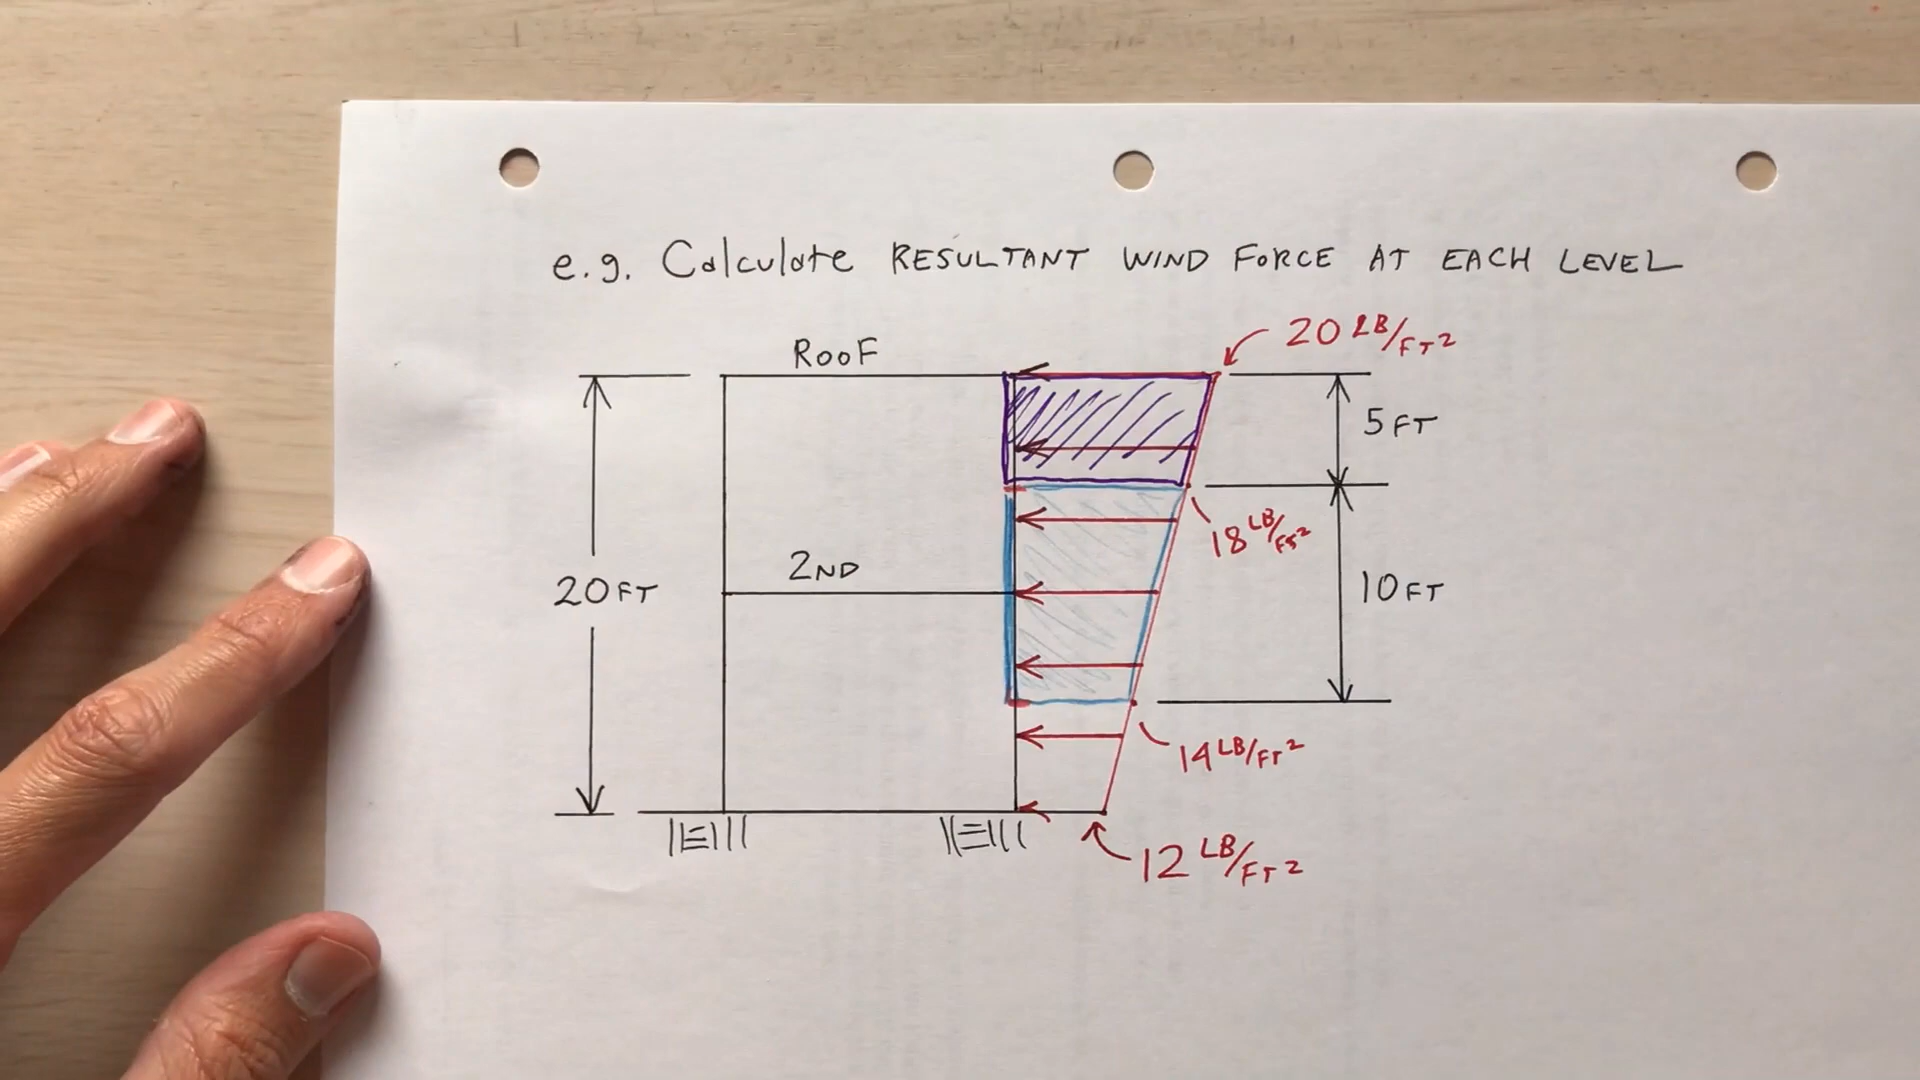 e.g. Calculate RESULTANT WIND FORCE AT EACH LEVEL
20 LB/FT²
ROOF
5 FT
18 LB/FT²
2ND
20 FT
10 FT
14 LB/FT²
12 LB/FT²